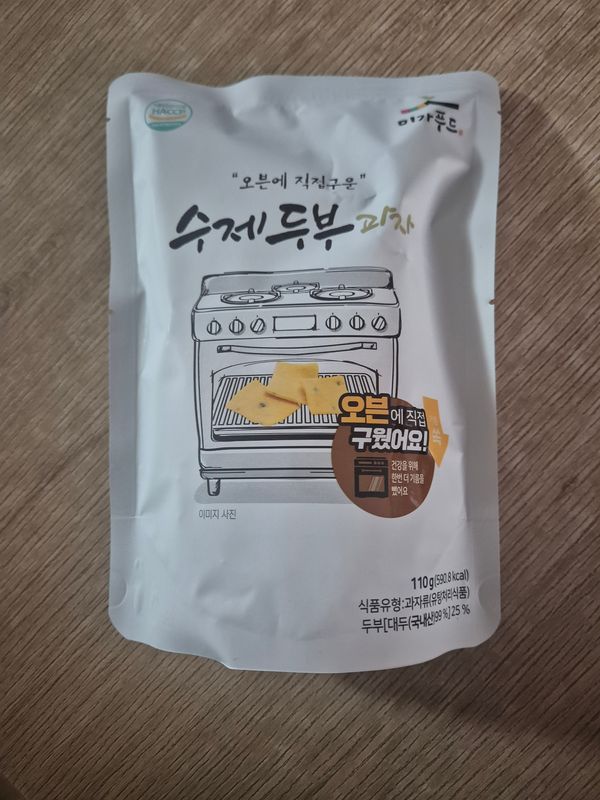 HACCP
미가푸드
"오븐에 직접구운"
수제두부과자
오븐에 직접
구웠어요!
건강을 위해
한번 더 기름을
뺐어요
이미지 사진
110g(590.8 kcal)
식품유형:과자류(유탕처리식품)
두부[대두(국내산)99 %]25 %